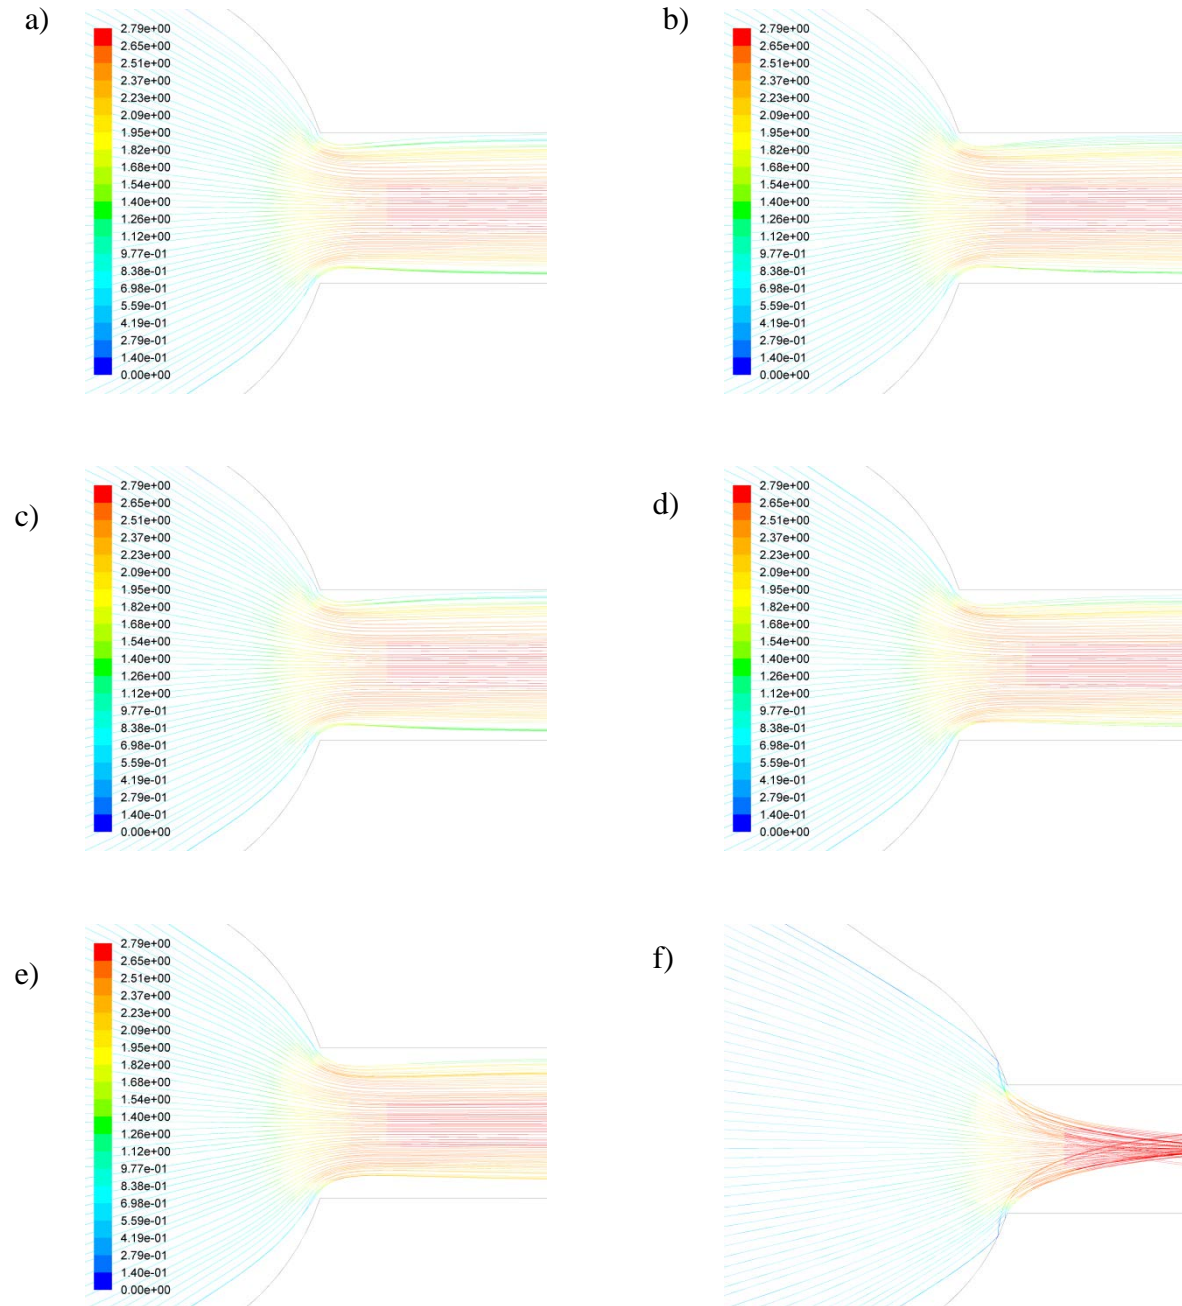 a)
2.79e+00
2.65e+00
2.51e+00
2.37e+00
2.23e+00
2.09e+00
1.95e+00
1.82e+00
1.68e+00
1.54e+00
1.40e+00
1.26e+00
1.12e+00
9.77e-01
8.38e-01
6.98e-01
5.59e-01
4.19e-01
2.79e-01
1.40e-01
0.00e+00
b)
2.79e+00
2.65e+00
2.51e+00
2.37e+00
2.23e+00
2.09e+00
1.95e+00
1.82e+00
1.68e+00
1.54e+00
1.40e+00
1.26e+00
1.12e+00
9.77e-01
8.38e-01
6.98e-01
5.59e-01
4.19e-01
2.79e-01
1.40e-01
0.00e+00
c)
2.79e+00
2.65e+00
2.51e+00
2.37e+00
2.23e+00
2.09e+00
1.95e+00
1.82e+00
1.68e+00
1.54e+00
1.40e+00
1.26e+00
1.12e+00
9.77e-01
8.38e-01
6.98e-01
5.59e-01
4.19e-01
2.79e-01
1.40e-01
0.00e+00
d)
2.79e+00
2.65e+00
2.51e+00
2.37e+00
2.23e+00
2.09e+00
1.95e+00
1.82e+00
1.68e+00
1.54e+00
1.40e+00
1.26e+00
1.12e+00
9.77e-01
8.38e-01
6.98e-01
5.59e-01
4.19e-01
2.79e-01
1.40e-01
0.00e+00
e)
2.79e+00
2.65e+00
2.51e+00
2.37e+00
2.23e+00
2.09e+00
1.95e+00
1.82e+00
1.68e+00
1.54e+00
1.40e+00
1.26e+00
1.12e+00
9.77e-01
8.38e-01
6.98e-01
5.59e-01
4.19e-01
2.79e-01
1.40e-01
0.00e+00
f)